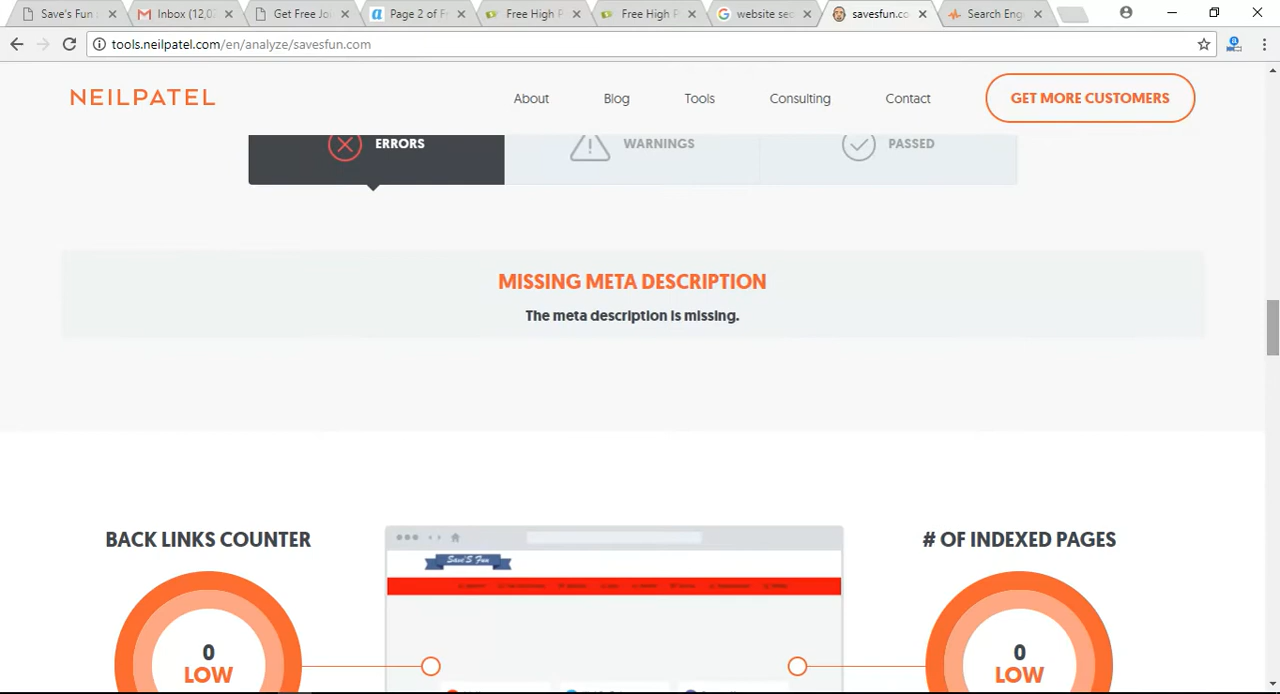 Save's Fun
Inbox (12,0
Get Free Jo
Page 2 of F
Free High P
Free High P
website sec
savesfun.co
Search Eng
tools.neilpatel.com/en/analyze/savesfun.com
NEILPATEL
About
Blog
Tools
Consulting
Contact
GET MORE CUSTOMERS
ERRORS
WARNINGS
PASSED
MISSING META DESCRIPTION
The meta description is missing.
BACK LINKS COUNTER
# OF INDEXED PAGES
Save'S Fun
0
LOW
0
LOW